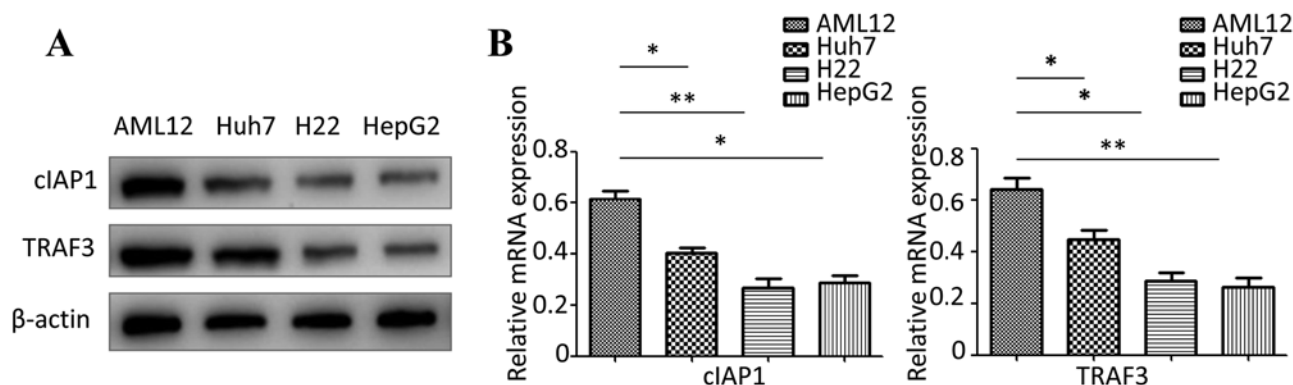 A
AML12 Huh7 H22 HepG2
cIAP1
TRAF3
β-actin
B
AML12
Huh7
H22
HepG2
*
**
*
Relative mRNA expression
0.8
0.6
0.4
0.2
0
cIAP1
AML12
Huh7
H22
HepG2
*
*
**
Relative mRNA expression
0.8
0.6
0.4
0.2
0
TRAF3